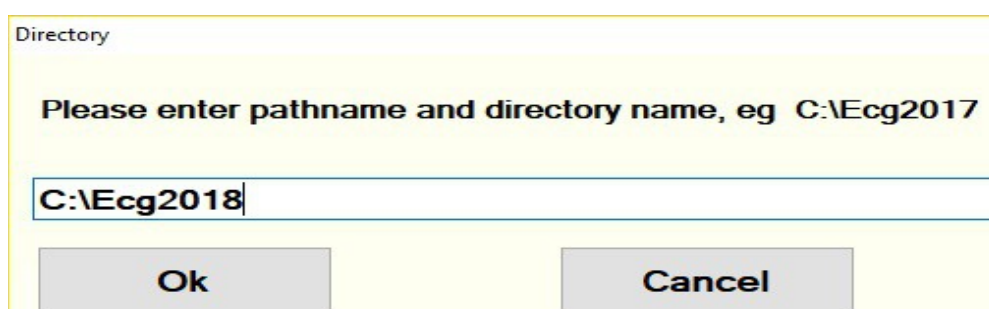 Directory
Please enter pathname and directory name, eg  C:\Ecg2017
C:\Ecg2018
Ok
Cancel